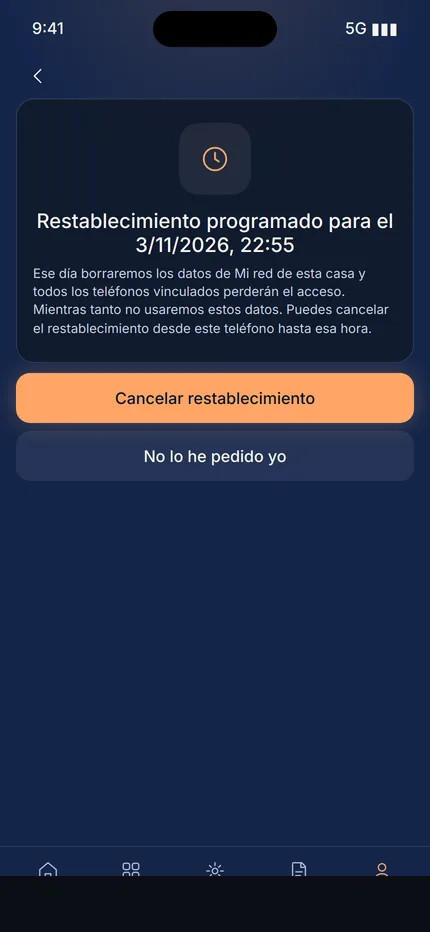 9:41
5G
Restablecimiento programado para el
3/11/2026, 22:55
Ese día borraremos los datos de Mi red de esta casa y
todos los teléfonos vinculados perderán el acceso.
Mientras tanto no usaremos estos datos. Puedes cancelar
el restablecimiento desde este teléfono hasta esa hora.
Cancelar restablecimiento
No lo he pedido yo